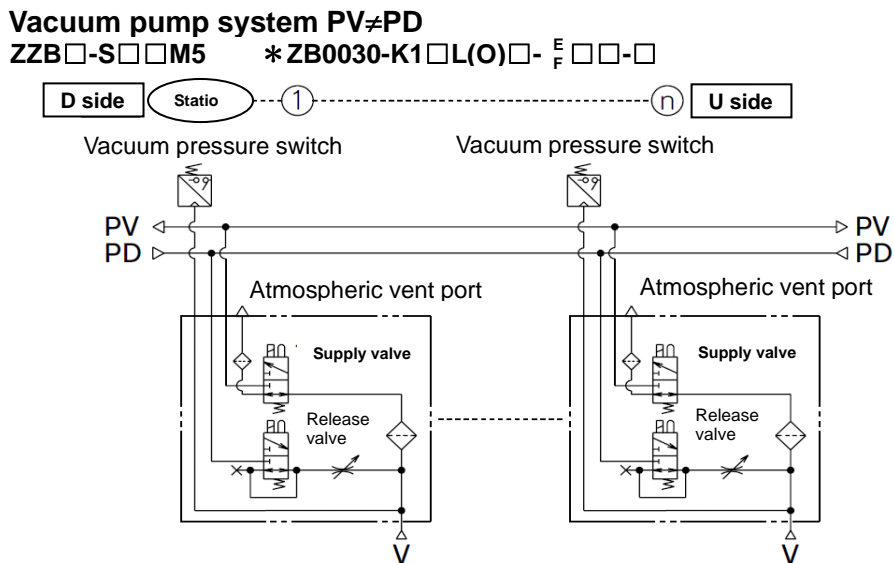 Vacuum pump system PV≠PD
ZZB□-S□□M5 *ZB0030-K1□L(O)□- E F □□-□
D side Statio 1 n U side
Vacuum pressure switch Vacuum pressure switch
PV PV
PD PD
Atmospheric vent port Atmospheric vent port
Supply valve Supply valve
Release Release
valve valve
V V